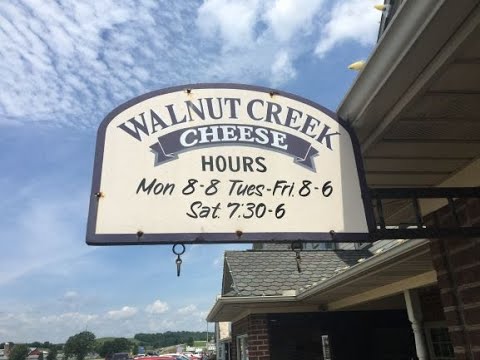 WALNUT CREEK
CHEESE
HOURS
Mon 8-8 Tues-Fri. 8-6
Sat. 7:30-6